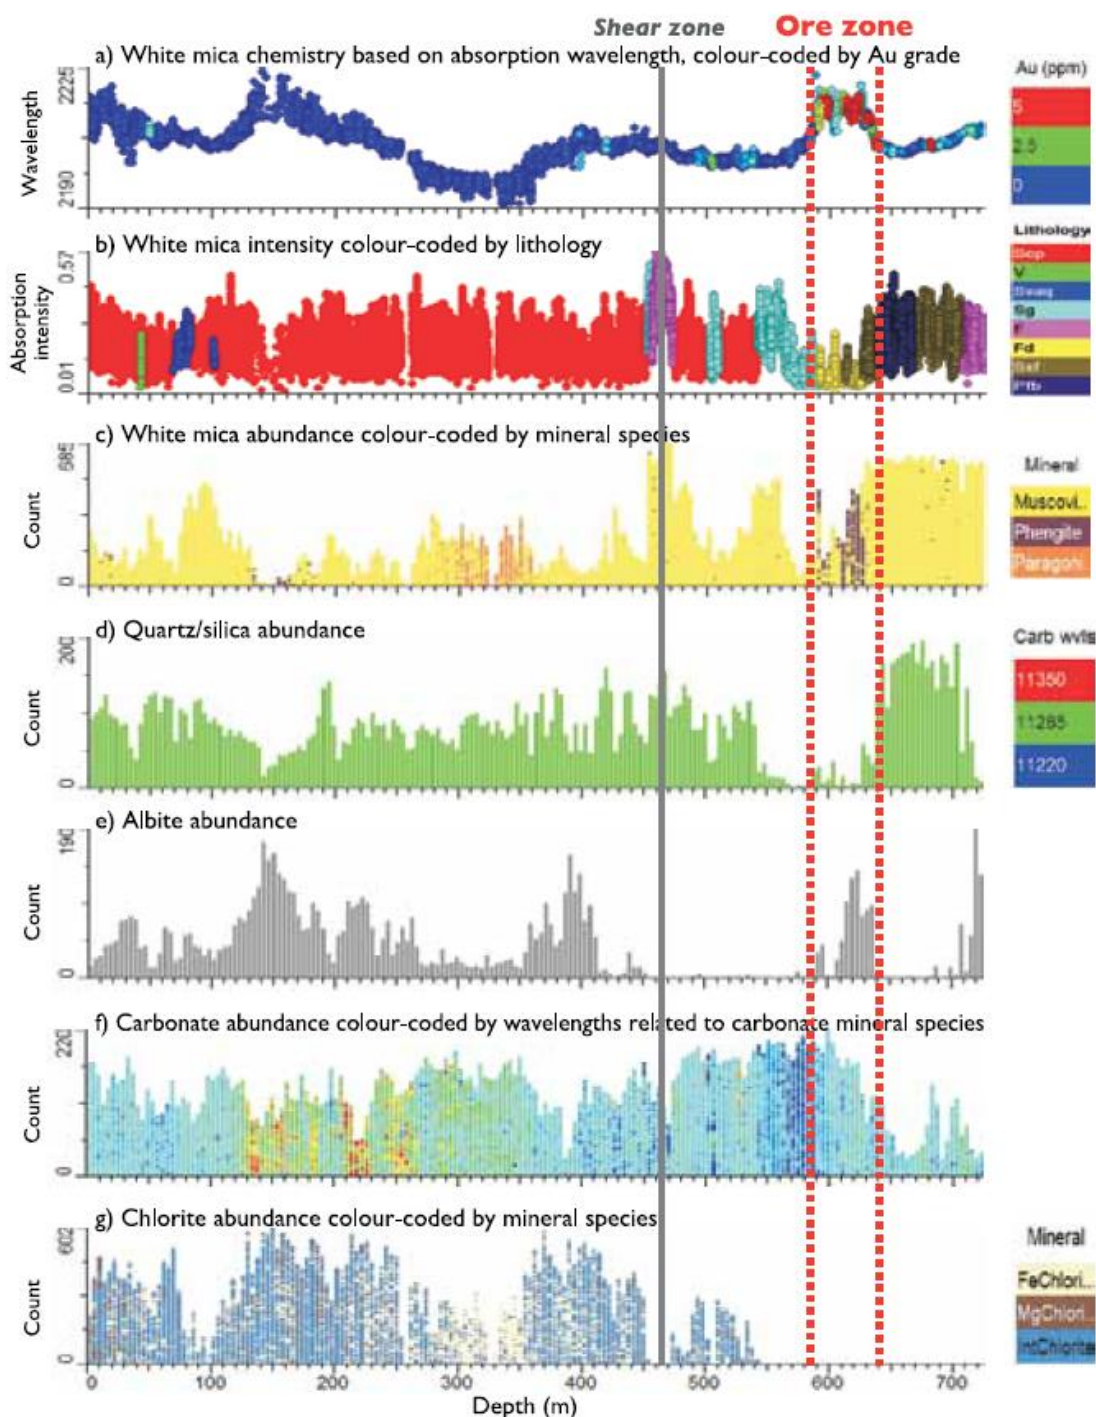 Shear zone
Ore zone
a) White mica chemistry based on absorption wavelength, colour-coded by Au grade
Wavelength
2225
2190
Au (ppm)
5
2.5
0
b) White mica intensity colour-coded by lithology
Absorption
intensity
0.57
0.01
Lithology
V
Sg
F
Fd
c) White mica abundance colour-coded by mineral species
Count
685
0
Mineral
Muscovi..
Phengite
Paragoni..
d) Quartz/silica abundance
Count
200
0
Carb wvls
11350
11285
11220
e) Albite abundance
Count
190
0
f) Carbonate abundance colour-coded by wavelengths related to carbonate mineral species
Count
220
0
g) Chlorite abundance colour-coded by mineral species
Count
602
0
Mineral
FeChlori..
MgChlori..
IntChlorite
0 100 200 300 400 500 600 700
Depth (m)